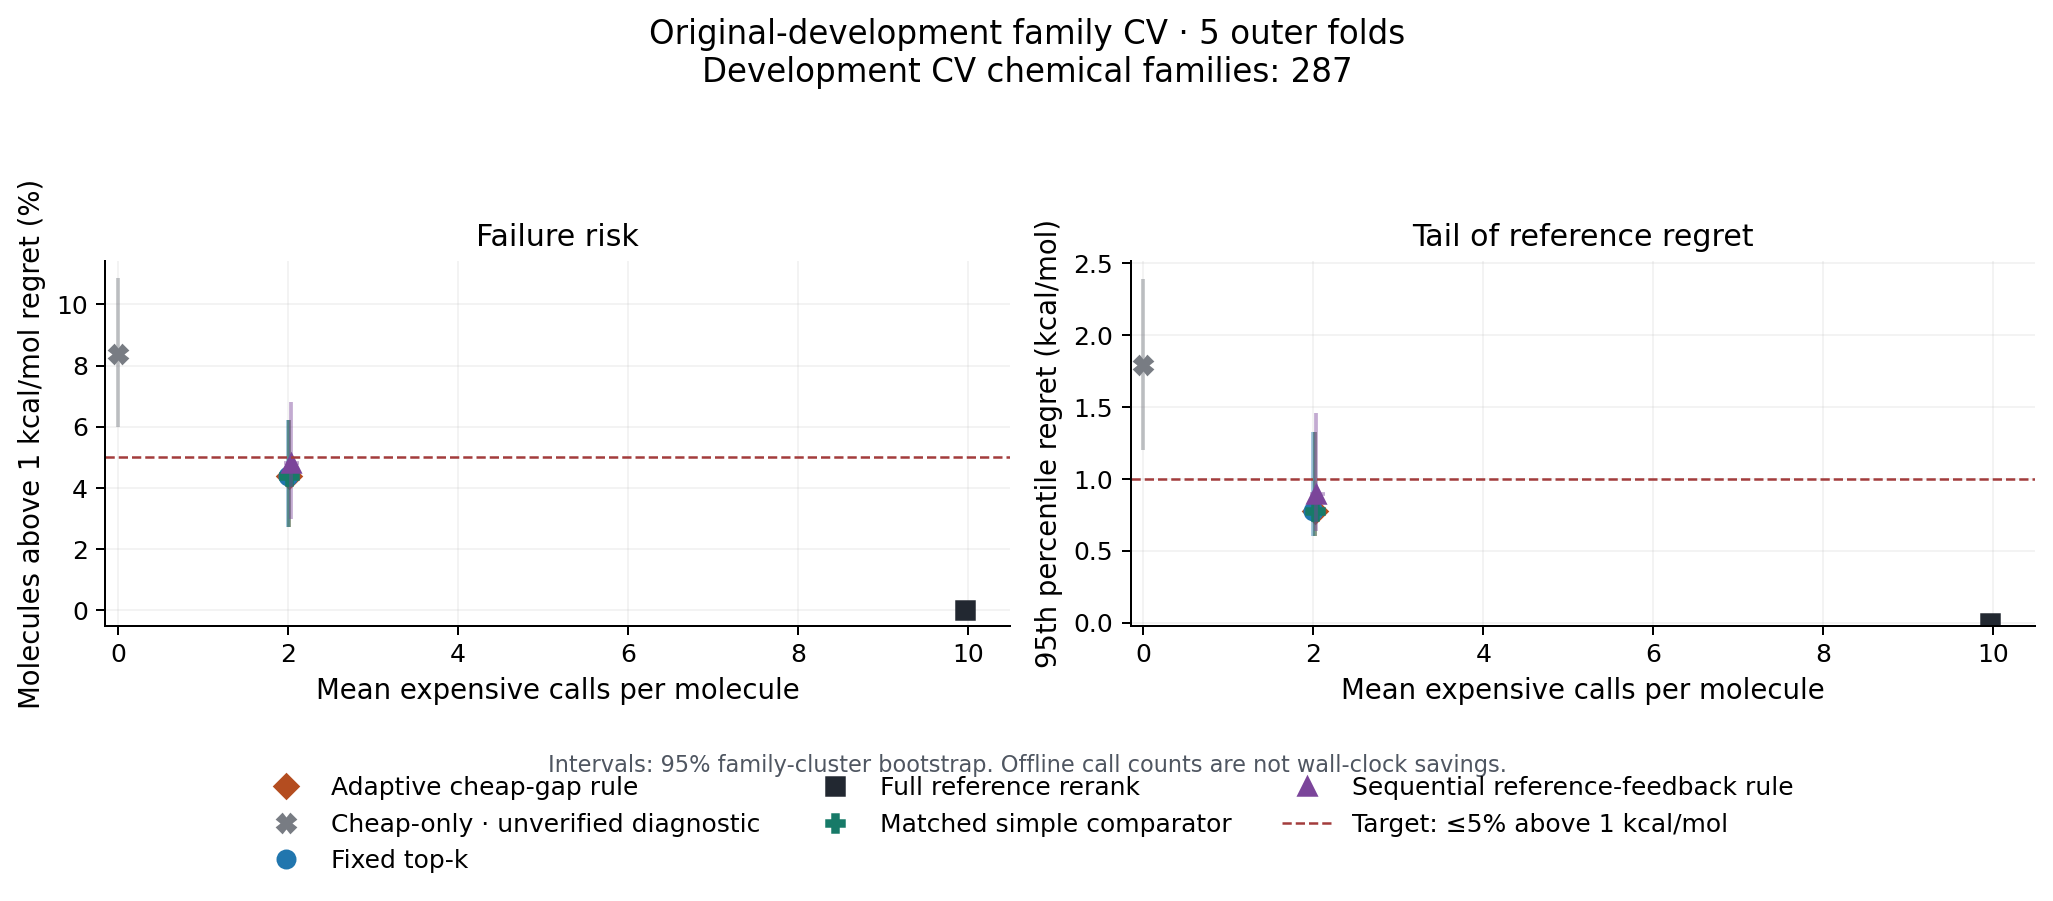 Original-development family CV · 5 outer folds
Development CV chemical families: 287
Failure risk
Molecules above 1 kcal/mol regret (%)
10
8
6
4
2
0
0 2 4 6 8 10
Mean expensive calls per molecule
Tail of reference regret
95th percentile regret (kcal/mol)
2.5
2.0
1.5
1.0
0.5
0.0
0 2 4 6 8 10
Mean expensive calls per molecule
Intervals: 95% family-cluster bootstrap. Offline call counts are not wall-clock savings.
Adaptive cheap-gap rule
Cheap-only · unverified diagnostic
Fixed top-k
Full reference rerank
Matched simple comparator
Sequential reference-feedback rule
Target: ≤5% above 1 kcal/mol